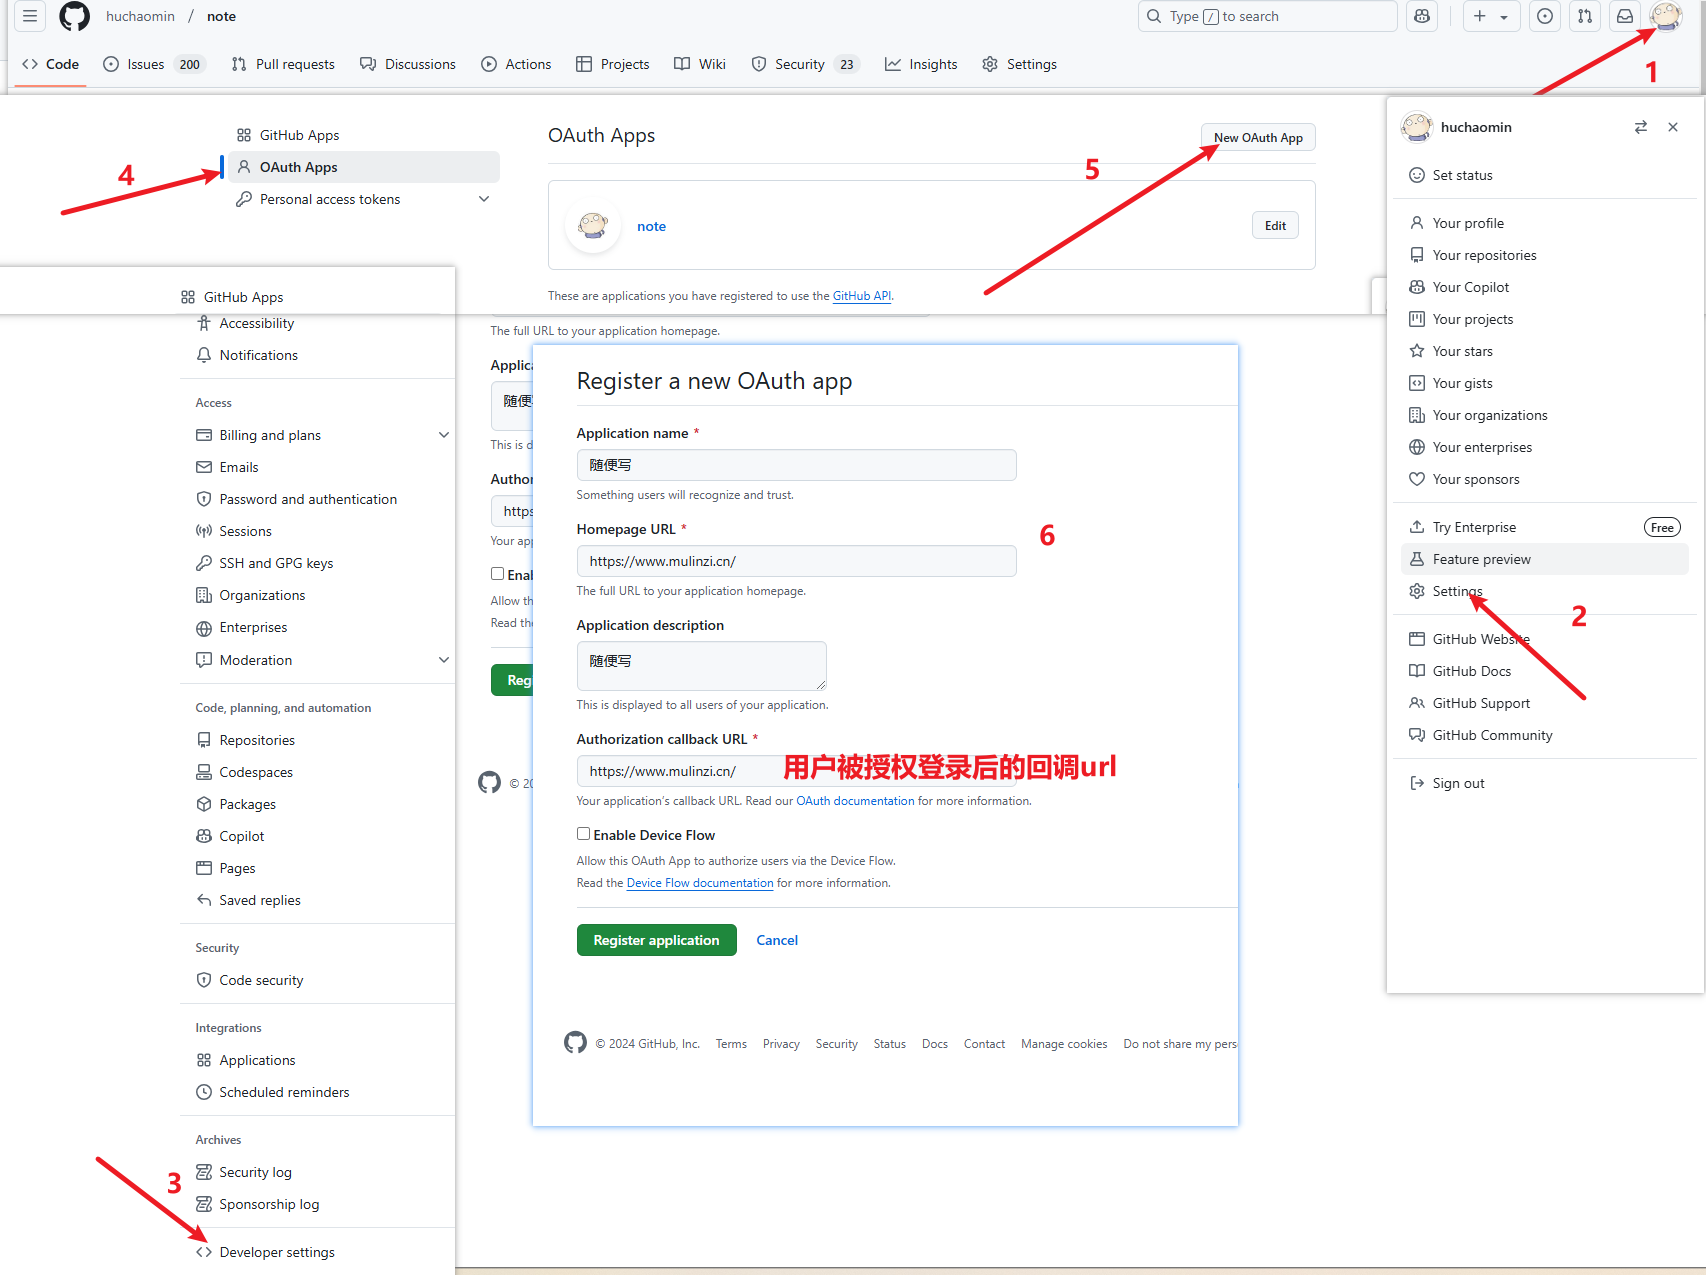 huchaomin / note
Type / to search
Code
Issues 200
Pull requests
Discussions
Actions
Projects
Wiki
Security 23
Insights
Settings
1
GitHub Apps
OAuth Apps
Personal access tokens
4
OAuth Apps
New OAuth App
5
note
Edit
These are applications you have registered to use the GitHub API.
huchaomin
Set status
Your profile
Your repositories
Your Copilot
Your projects
Your stars
Your gists
Your organizations
Your enterprises
Your sponsors
Try Enterprise Free
Feature preview
Settings
2
GitHub Website
GitHub Docs
GitHub Support
GitHub Community
Sign out
GitHub Apps
Accessibility
Notifications
Access
Billing and plans
Emails
Password and authentication
Sessions
SSH and GPG keys
Organizations
Enterprises
Moderation
Code, planning, and automation
Repositories
Codespaces
Packages
Copilot
Pages
Saved replies
Security
Code security
Integrations
Applications
Scheduled reminders
Archives
Security log
3
Sponsorship log
Developer settings
The full URL to your application homepage.
Applica
随便
This is d
Author
https
Your app
Enal
Allow th
Read the
Regi
© 20
Register a new OAuth app
Application name *
随便写
Something users will recognize and trust.
Homepage URL *
6
https://www.mulinzi.cn/
The full URL to your application homepage.
Application description
随便写
This is displayed to all users of your application.
Authorization callback URL *
https://www.mulinzi.cn/
用户被授权登录后的回调url
Your application's callback URL. Read our OAuth documentation for more information.
Enable Device Flow
Allow this OAuth App to authorize users via the Device Flow.
Read the Device Flow documentation for more information.
Register application
Cancel
© 2024 GitHub, Inc. Terms Privacy Security Status Docs Contact Manage cookies Do not share my pers